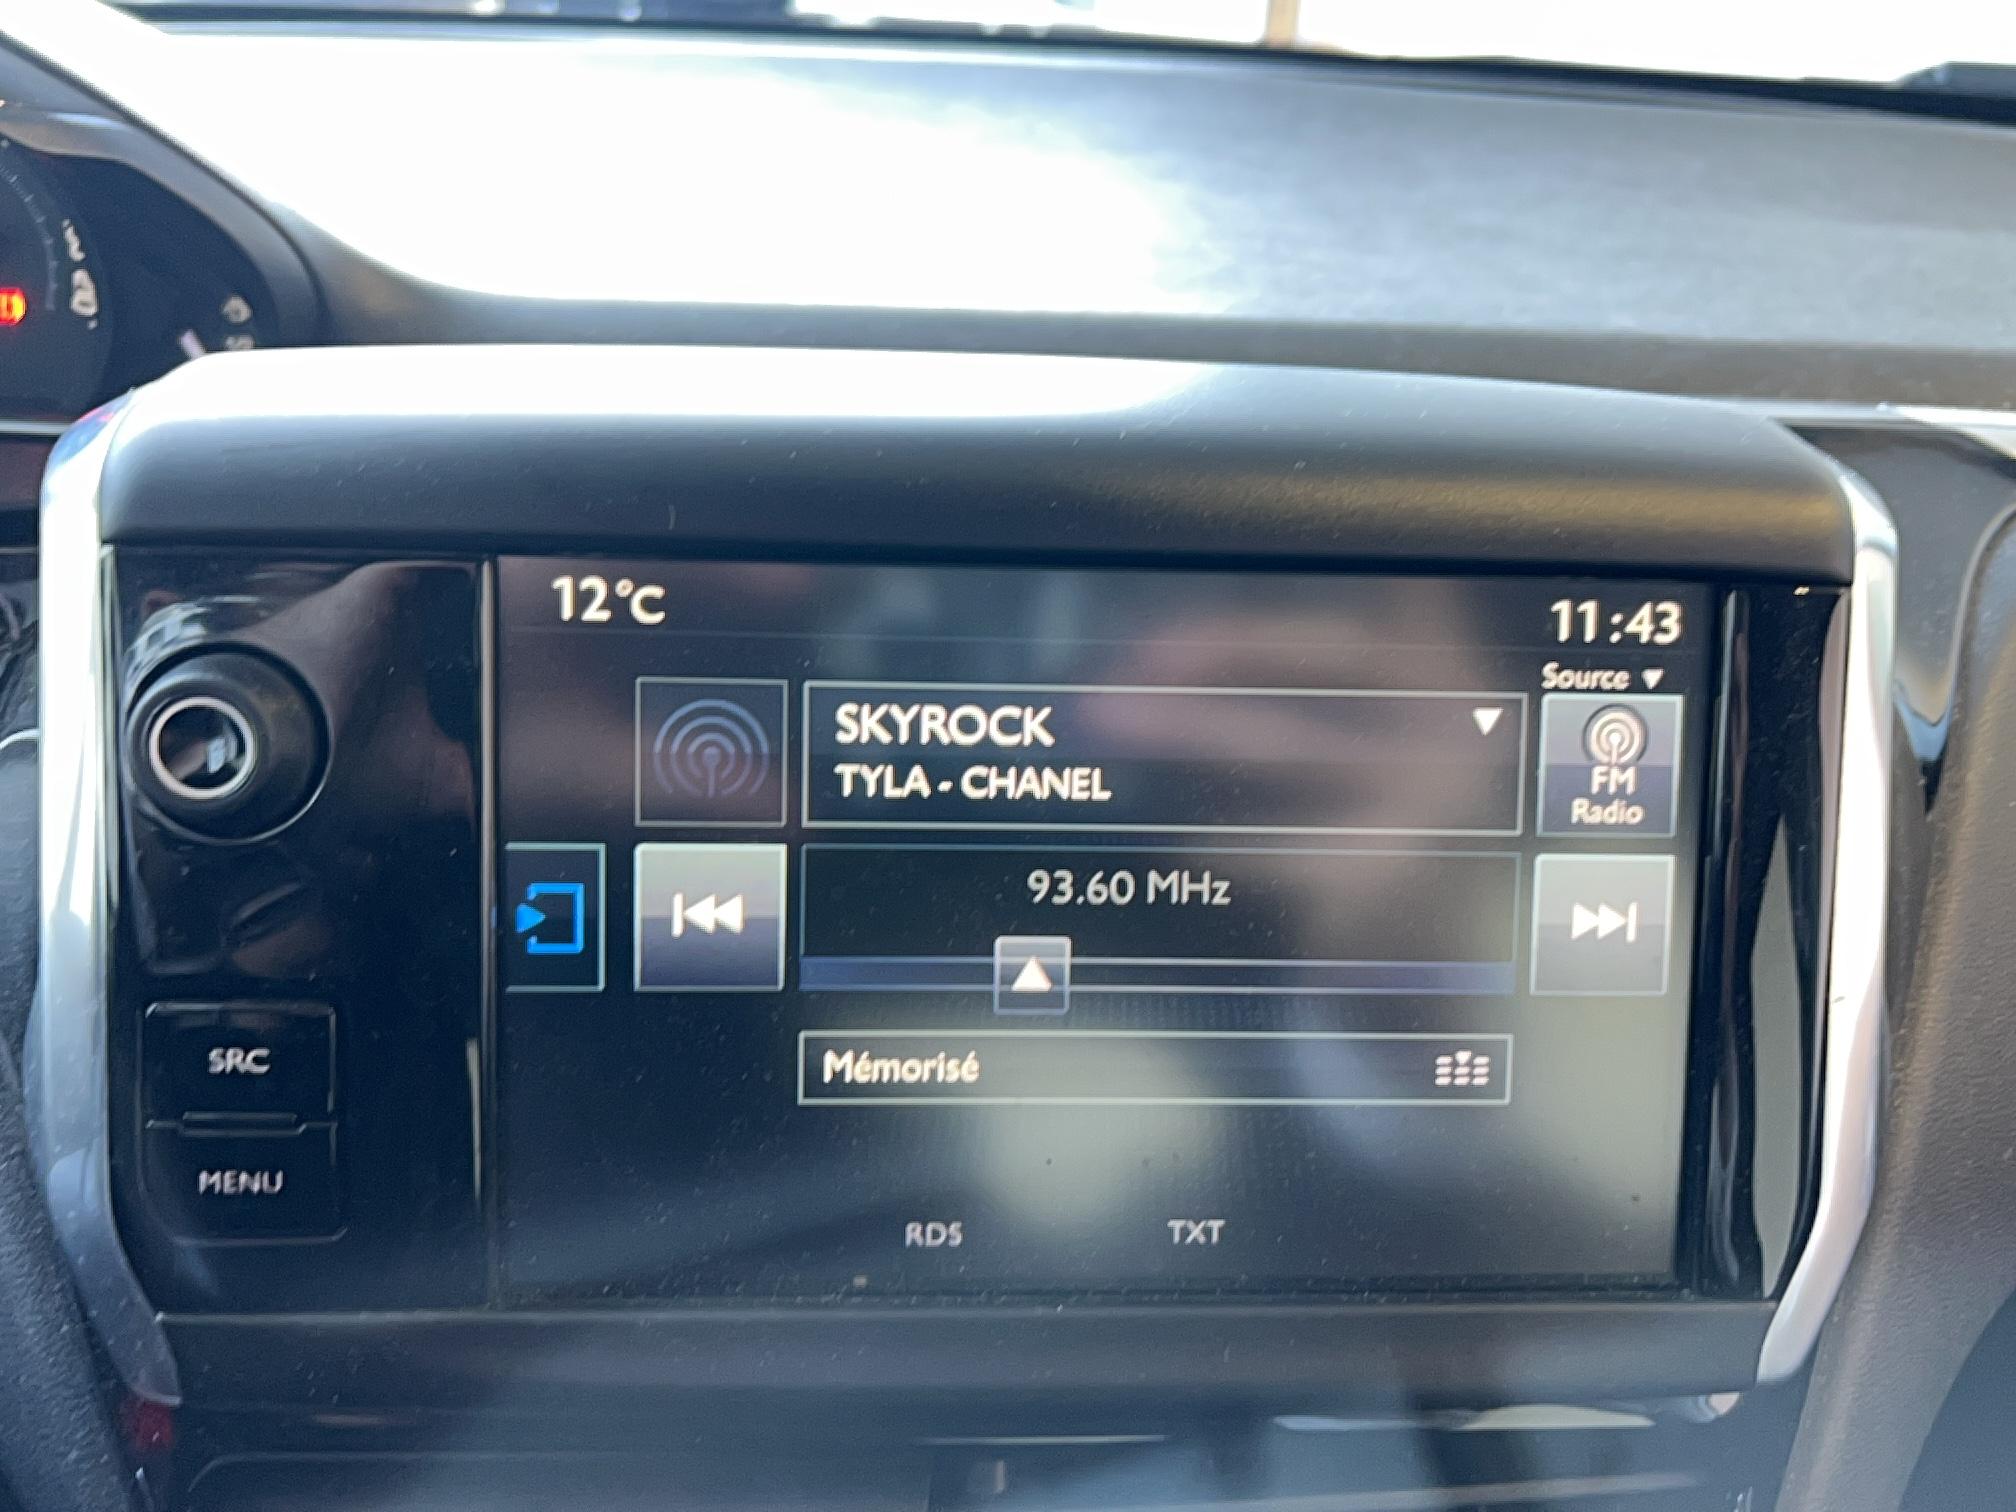 12°C
11:43
Source
SKYROCK
TYLA - CHANEL
FM
Radio
93.60 MHz
SRC
Mémorisé
MENU
RDS
TXT